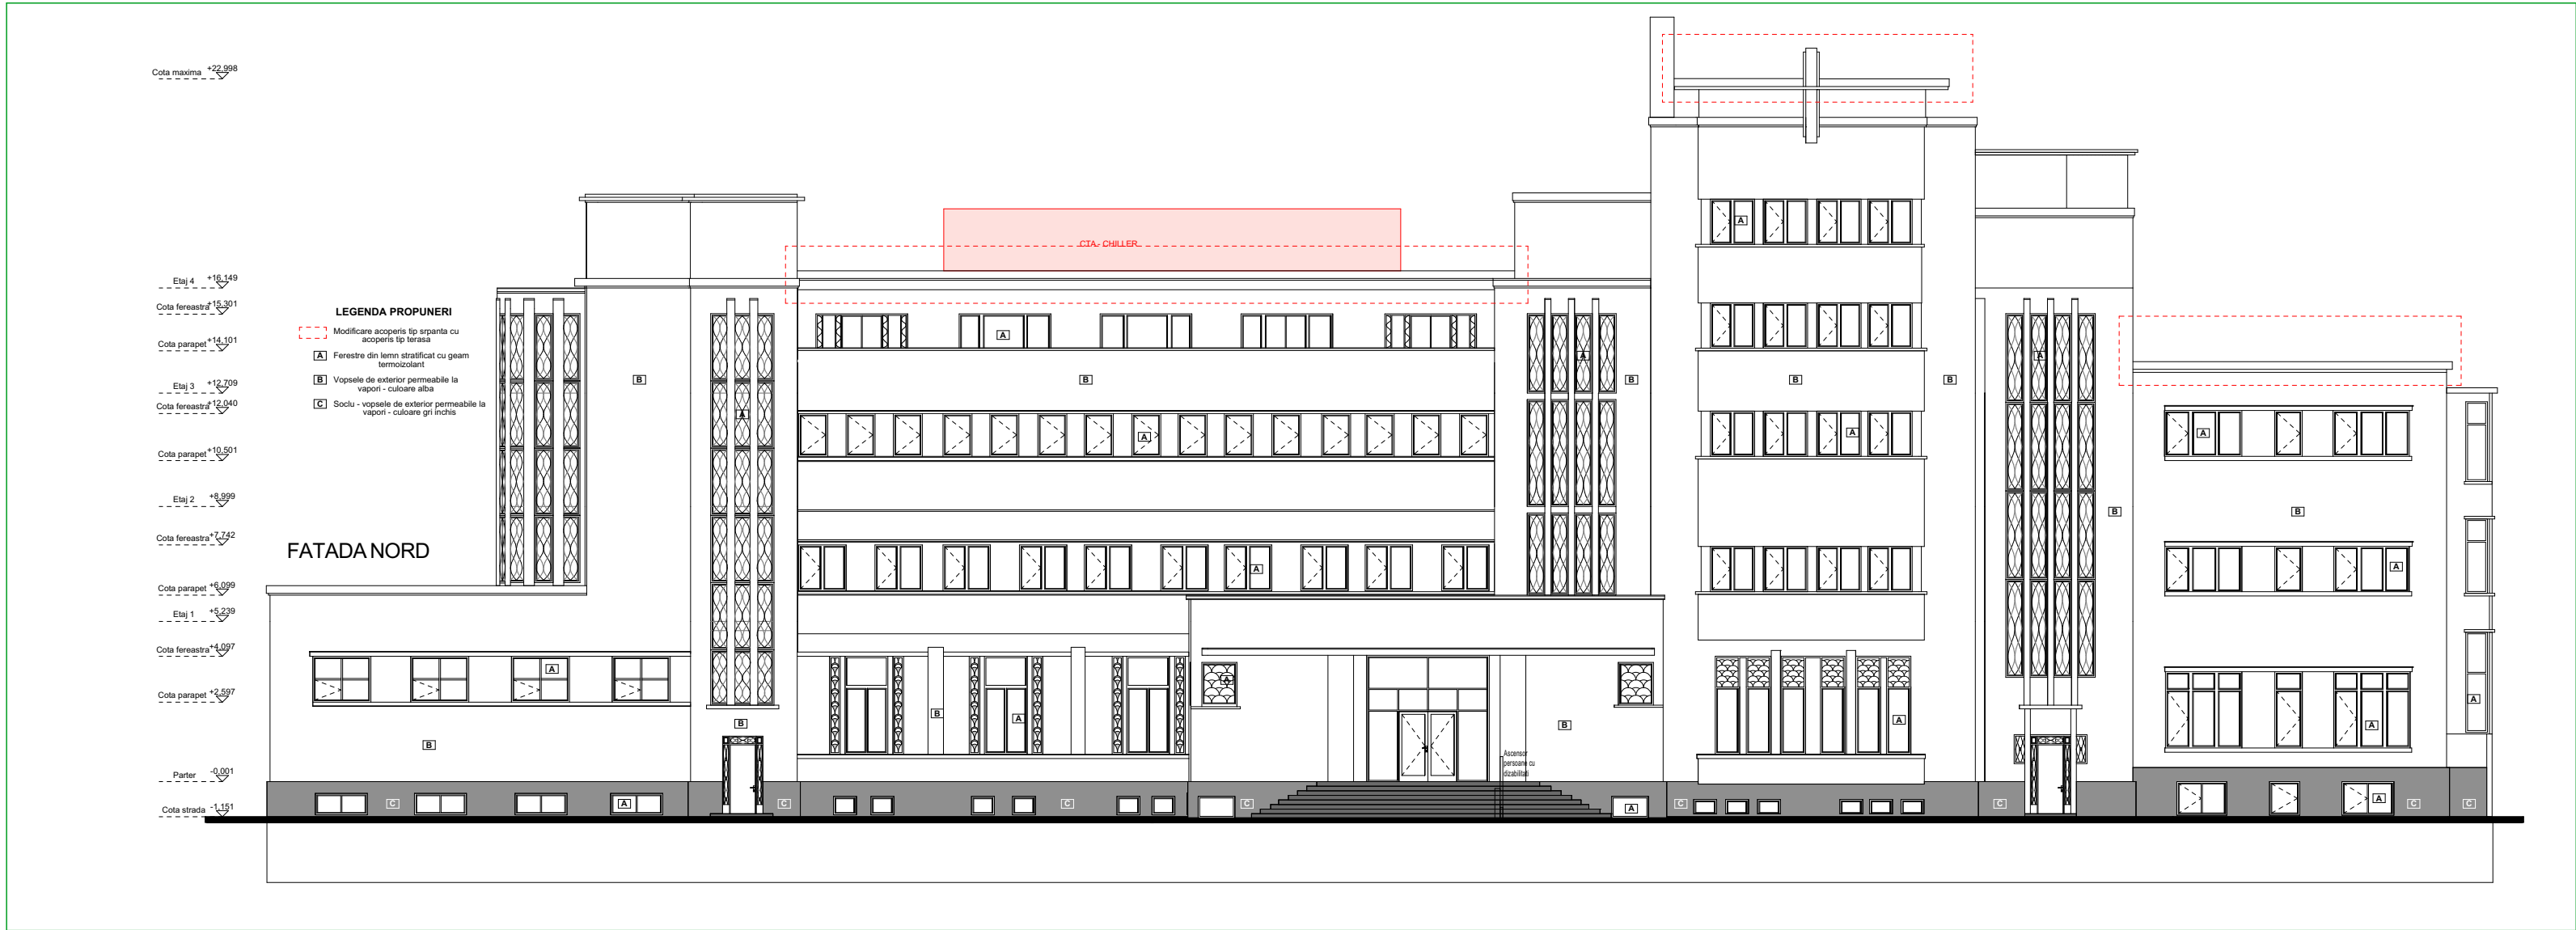 Cota maxima +22,998
CTA - CHILLER
Etaj 4 +16,149
Cota fereastra +15,301
Cota parapet +14,101
Etaj 3 +12,709
Cota fereastra +12,040
Cota parapet +10,501
Etaj 2 +8,999
Cota fereastra +7,742
Cota parapet +6,099
Etaj 1 +5,239
Cota fereastra +4,097
Cota parapet +2,597
Parter -0,001
Cota strada -1,151
LEGENDA PROPUNERI
Modificare acoperis tip srpanta cu
acoperis tip terasa
A Ferestre din lemn stratificat cu geam
termoizolant
B Vopsele de exterior permeabile la
vapori - culoare alba
C Soclu - vopsele de exterior permeabile la
vapori - culoare gri inchis
FATADA NORD
A
A
B
A
B
A
B
B
B
A
A
A
A
A
B
B
B
A
B
A
A
B
A
B
A
B
A
A
B
A
B
A
A
B
A
A
Ascensor
persoane cu
dizabilitati
C
A
C
C
C
A
C
C
A
C
C